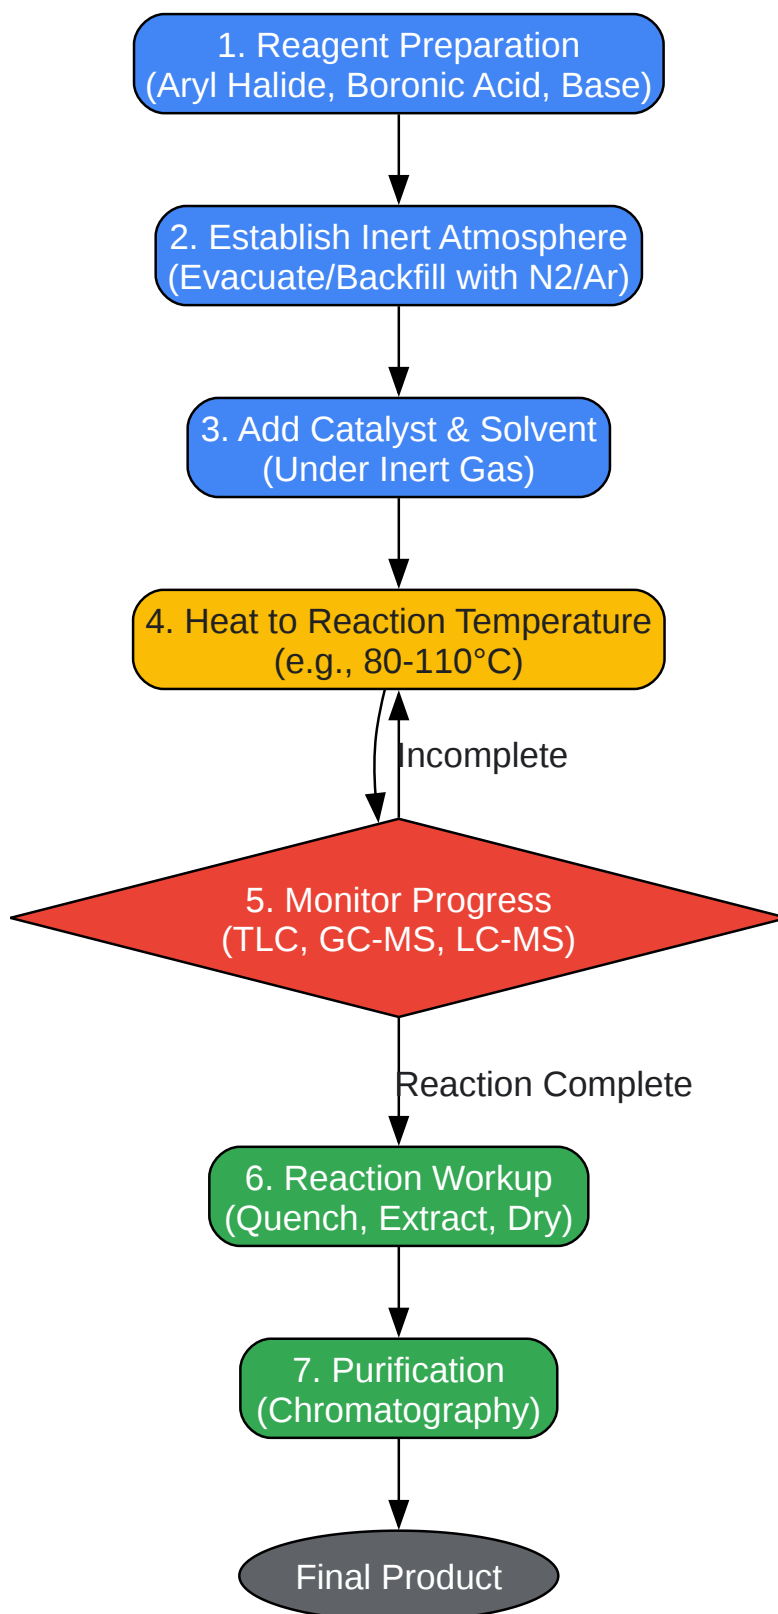 1. Reagent Preparation
(Aryl Halide, Boronic Acid, Base)
2. Establish Inert Atmosphere
(Evacuate/Backfill with N2/Ar)
3. Add Catalyst & Solvent
(Under Inert Gas)
4. Heat to Reaction Temperature
(e.g., 80-110°C)
Incomplete
5. Monitor Progress
(TLC, GC-MS, LC-MS)
Reaction Complete
6. Reaction Workup
(Quench, Extract, Dry)
7. Purification
(Chromatography)
Final Product